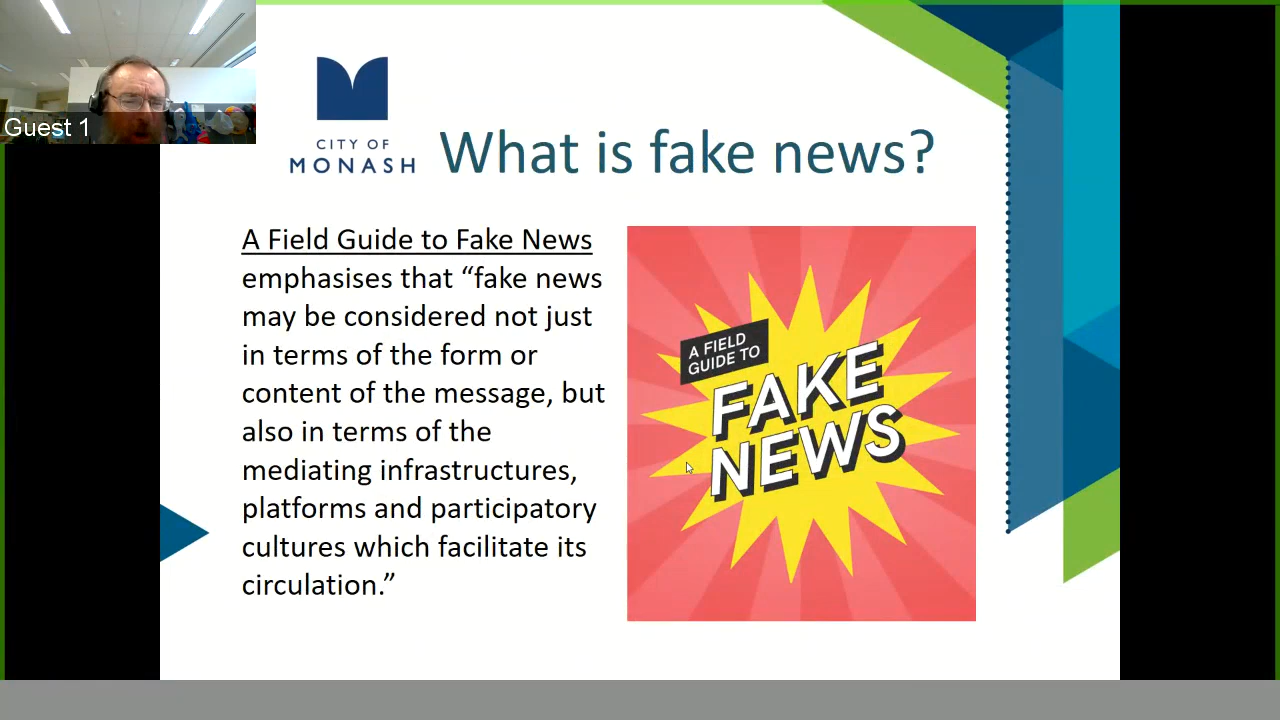 Guest 1
CITY OF
MONASH
What is fake news?
A Field Guide to Fake News
emphasises that “fake news
may be considered not just
in terms of the form or
content of the message, but
also in terms of the
mediating infrastructures,
platforms and participatory
cultures which facilitate its
circulation.”
A FIELD
GUIDE TO
FAKE
NEWS